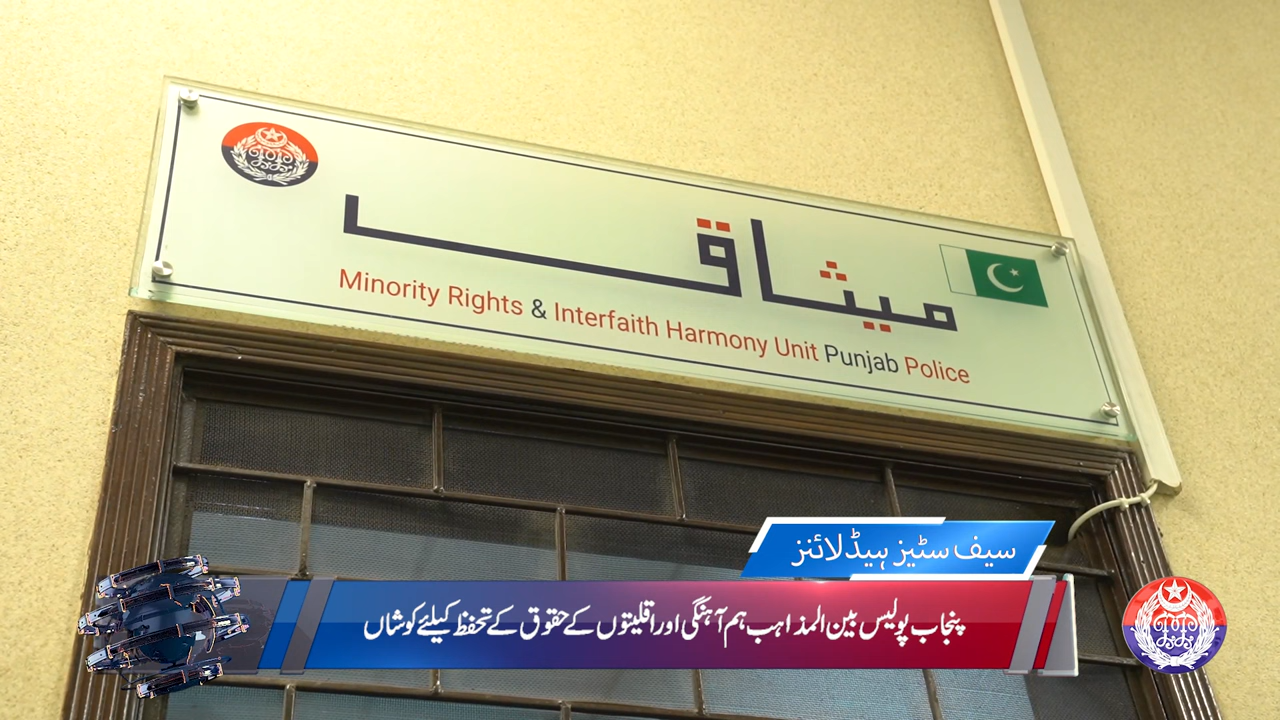 میثاق
Minority Rights & Interfaith Harmony Unit Punjab Police
سیف سٹیز ہیڈلائنز
پنجاب پولیس بین المذاہب ہم آہنگی اور اقلیتوں کے حقوق کے تحفظ کیلئے کوشاں